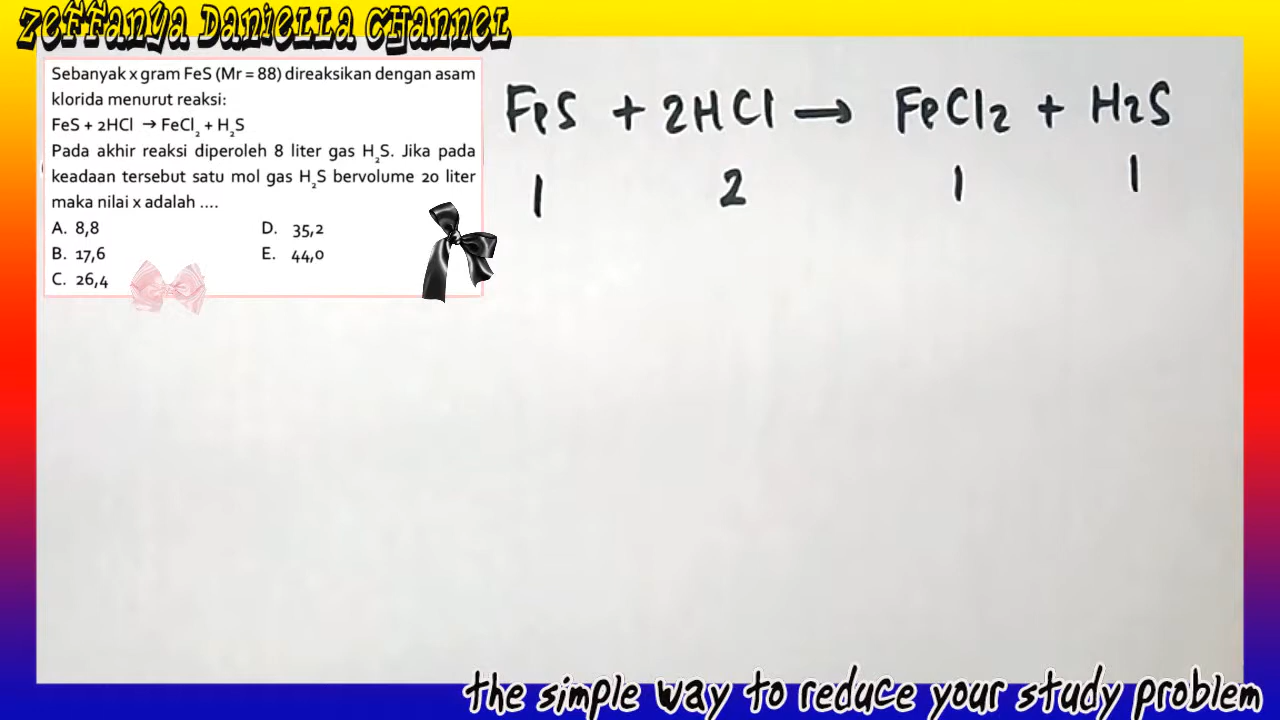 Zeffanya Daniella Channel
Sebanyak x gram FeS (Mr = 88) direaksikan dengan asam
klorida menurut reaksi:
FeS + 2HCl → FeCl₂ + H₂S
Pada akhir reaksi diperoleh 8 liter gas H₂S. Jika pada
keadaan tersebut satu mol gas H₂S bervolume 20 liter
maka nilai x adalah ....
A. 8,8 D. 35,2
B. 17,6 E. 44,0
C. 26,4
FeS + 2HCl → FeCl2 + H2S
1 2 1 1
the simple way to reduce your study problem